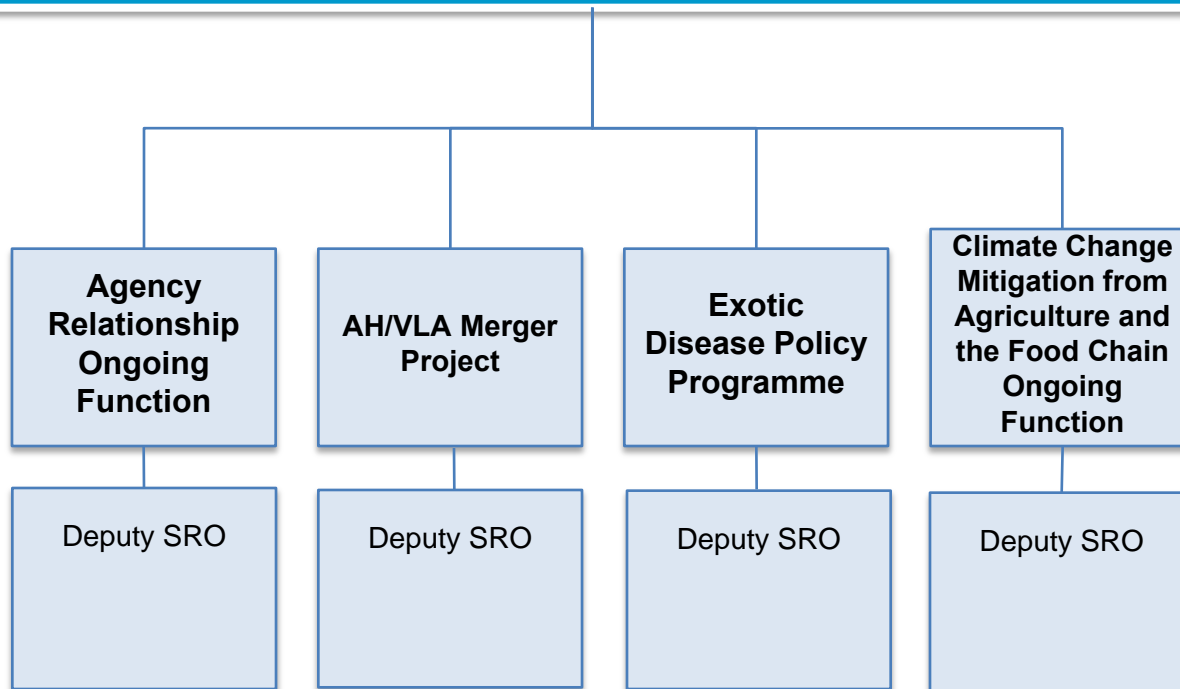 Agency
Relationship
Ongoing
Function
AH/VLA Merger
Project
Exotic
Disease Policy
Programme
Climate Change
Mitigation from
Agriculture and
the Food Chain
Ongoing
Function
Deputy SRO
Deputy SRO
Deputy SRO
Deputy SRO